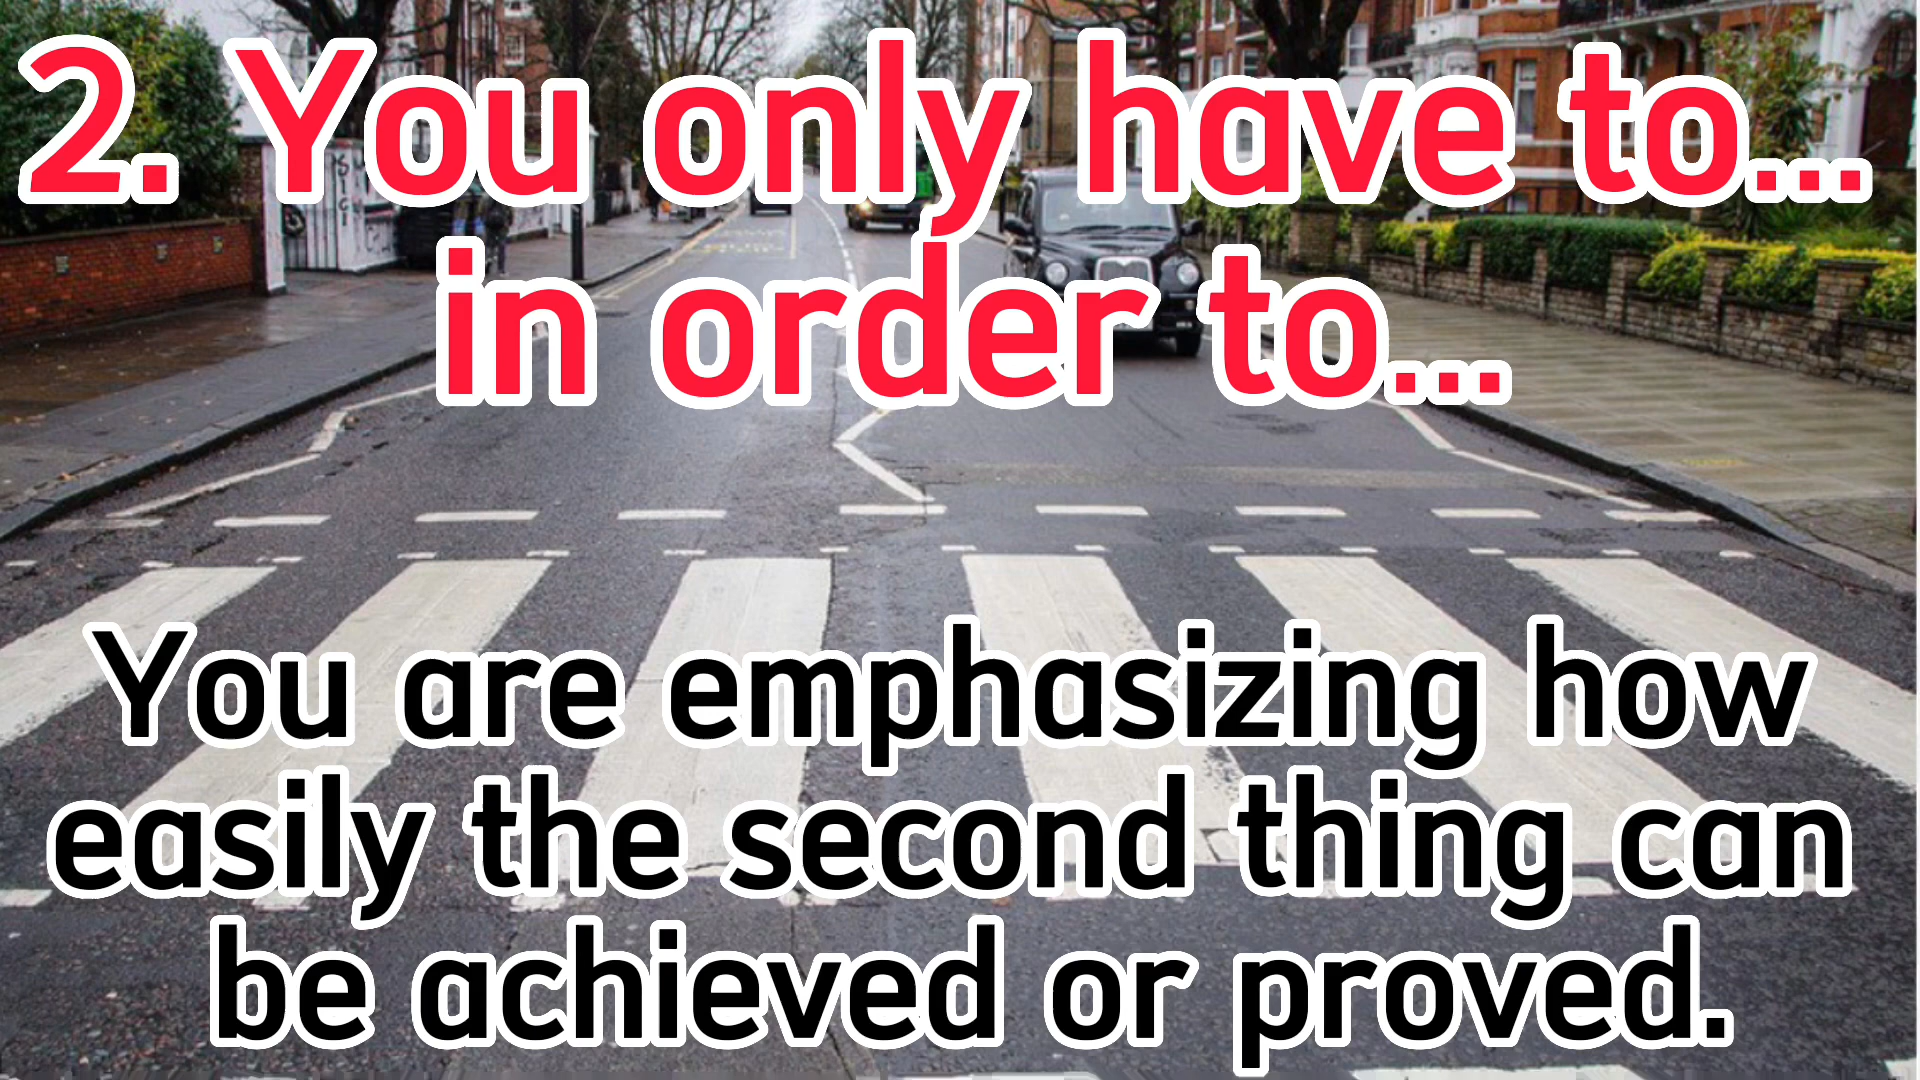 2. You only have to...
in order to...
You are emphasizing how
easily the second thing can
be achieved or proved.